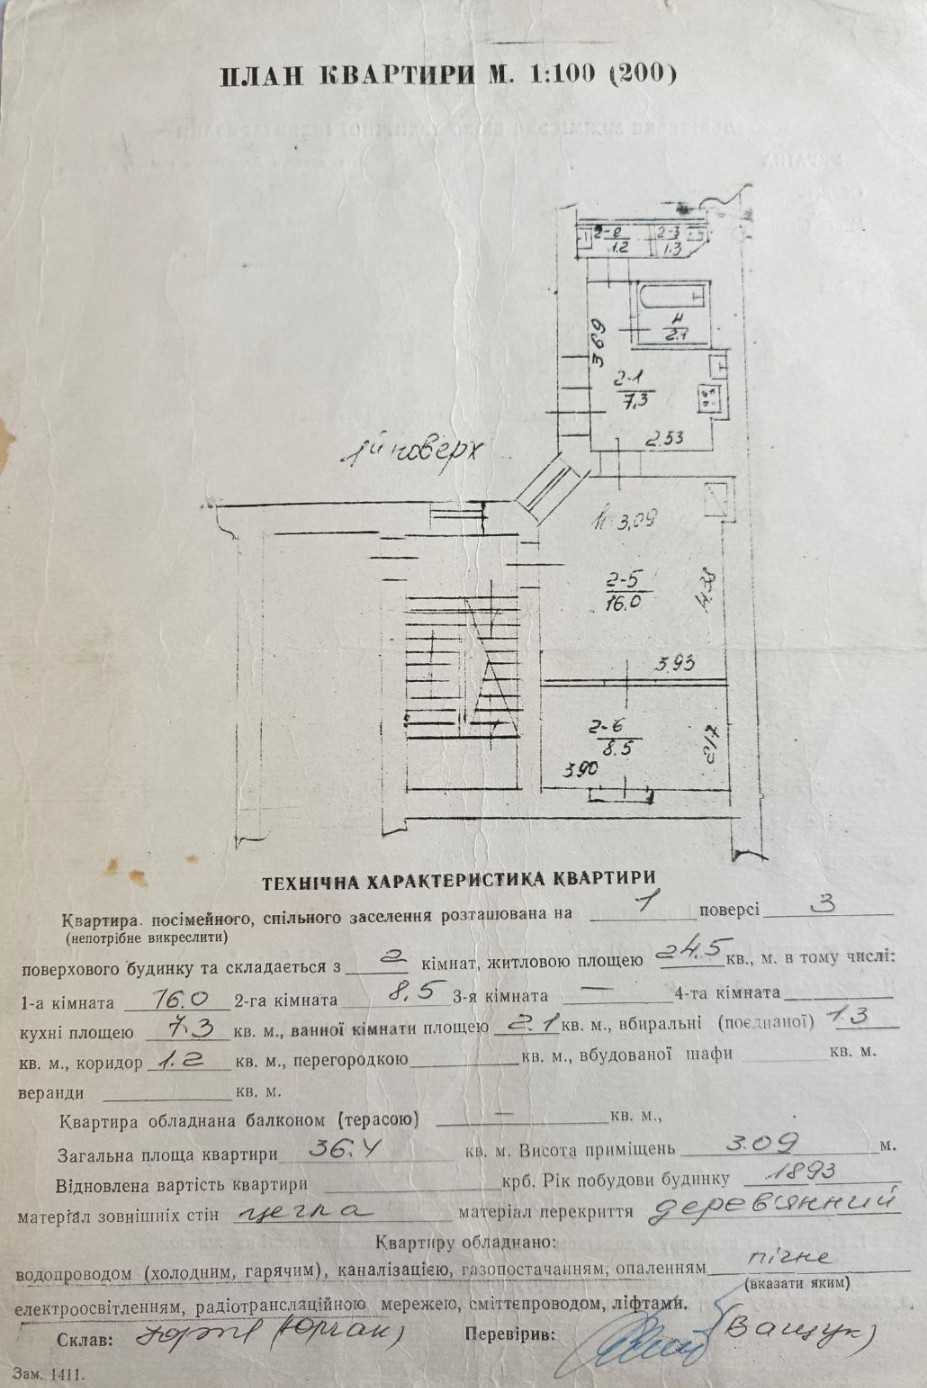 ПЛАН КВАРТИРИ М. 1:100 (200)
2-2 2-3
1.2 1.3
4
2.1
3.69
2-1
7,3
2.53
1й поверх
h 3,09
2-5
16.0
4.38
3.93
2-6
8.5
2,17
3.90
ТЕХНІЧНА ХАРАКТЕРИСТИКА КВАРТИРИ
Квартира. посімейного, спільного заселення розташована на 1 поверсі 3
(непотрібне викреслити)
поверхового будинку та складається з 2 кімнат, житловою площею 24.5 кв., м. в тому числі:
1-а кімната 16.0 2-га кімната 8,5 3-я кімната — 4-та кімната
кухні площею 7,3 кв. м., ванної кімнати площею 2.1 кв. м., вбиральні (поєднаної) 1.3
кв. м., коридор 1.2 кв. м., перегородкою кв. м., вбудованої шафи кв. м.
веранди кв. м.
Квартира обладнана балконом (терасою) — кв. м.,
Загальна площа квартири 36.4 кв. м. Висота приміщень 3.09 м.
Відновлена вартість квартири крб. Рік побудови будинку 1893
матеріал зовнішніх стін цегла матеріал перекриття дерев'янний
Квартиру обладнано:
водопроводом (холодним, гарячим), каналізацією, газопостачанням, опаленням пічне
(вказати яким)
електроосвітленням, радіотрансляційною мережею, сміттєпроводом, ліфтами.
Склав: (Юрчак) Перевірив: (Ващук)
Зам. 1411.